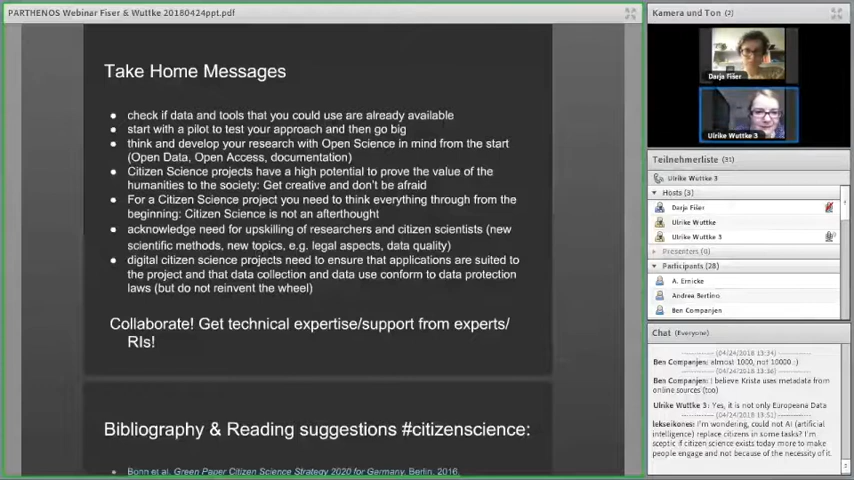 PARTHENOS Webinar Fiser & Wuttke 20180424ppt.pdf
Take Home Messages
● check if data and tools that you could use are already available
● start with a pilot to test your approach and then go big
● think and develop your research with Open Science in mind from the start
(Open Data, Open Access, documentation)
● Citizen Science projects have a high potential to prove the value of the
humanities to the society: Get creative and don't be afraid
● For a Citizen Science project you need to think everything through from the
beginning: Citizen Science is not an afterthought
● acknowledge need for upskilling of researchers and citizen scientists (new
scientific methods, new topics, e.g. legal aspects, data quality)
● digital citizen science projects need to ensure that applications are suited to
the project and that data collection and data use conform to data protection
laws (but do not reinvent the wheel)
Collaborate! Get technical expertise/support from experts/
RIs!
Bibliography & Reading suggestions #citizenscience:
● Bonn et al. Green Paper Citizen Science Strategy 2020 for Germany. Berlin, 2016.
Kamera und Ton (2)
Darja Fišer
Ulrike Wuttke 3
Teilnehmerliste (31)
Ulrike Wuttke 3
Hosts (3)
Darja Fišer
Ulrike Wuttke
Ulrike Wuttke 3
Presenters (0)
Participants (28)
A. Ernicke
Andrea Bertino
Ben Companjen
Chat (Everyone)
(04/24/2018 13:34)
Ben Companjen: almost 1000, not 10000 :)
(04/24/2018 13:36)
Ben Companjen: I believe Krista uses metadata from
online sources (too)
Ulrike Wuttke 3: Yes, it is not only Europeana Data
(04/24/2018 13:51)
lekseikones: I'm wondering, could not AI (artificial
intelligence) replace citizens in some tasks? I'm
sceptic if citizen science exists today more to make
people engage and not because of the necesity of it.